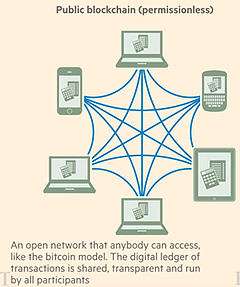 Public blockchain (permissionless)
An open network that anybody can access,
like the bitcoin model. The digital ledger of
transactions is shared, transparent and run
by all participants